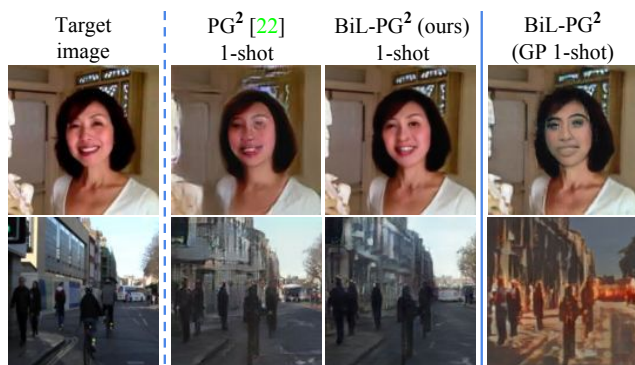 Target image
PG² [22] 1-shot
BiL-PG² (ours) 1-shot
BiL-PG² (GP 1-shot)